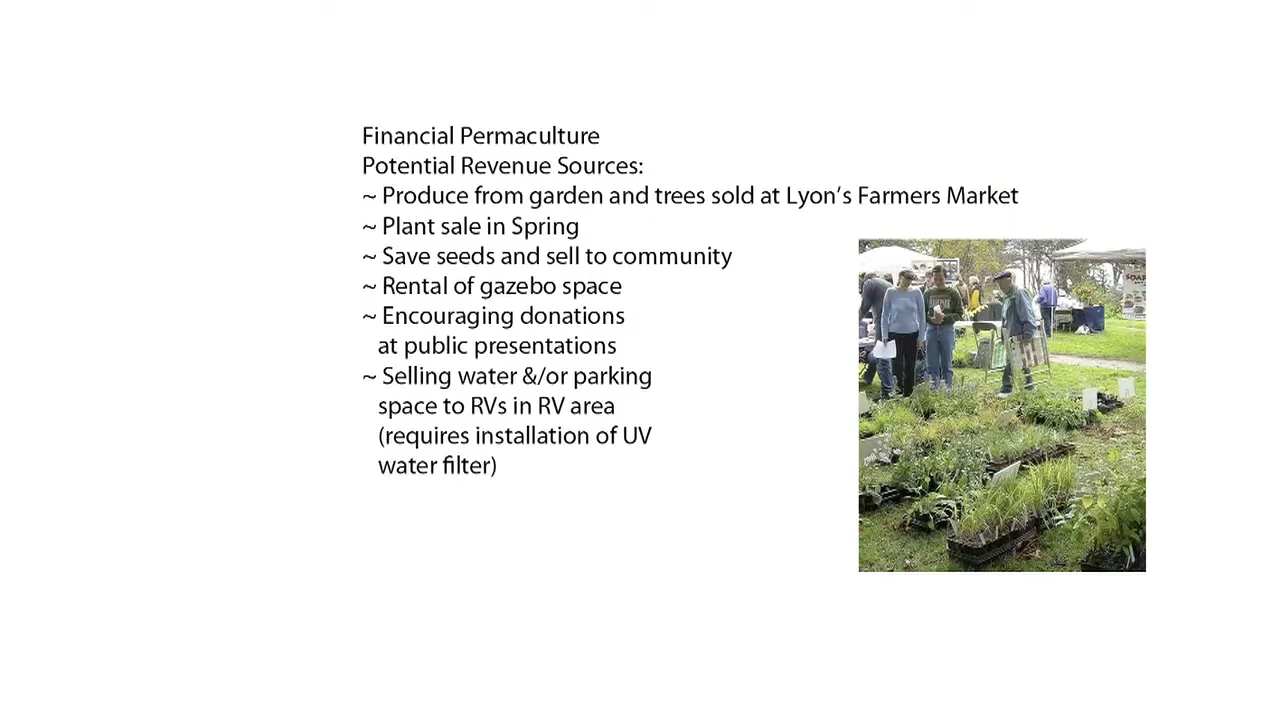 Financial Permaculture
Potential Revenue Sources:
~ Produce from garden and trees sold at Lyon's Farmers Market
~ Plant sale in Spring
~ Save seeds and sell to community
~ Rental of gazebo space
~ Encouraging donations
at public presentations
~ Selling water &/or parking
space to RVs in RV area
(requires installation of UV
water filter)
SOAP